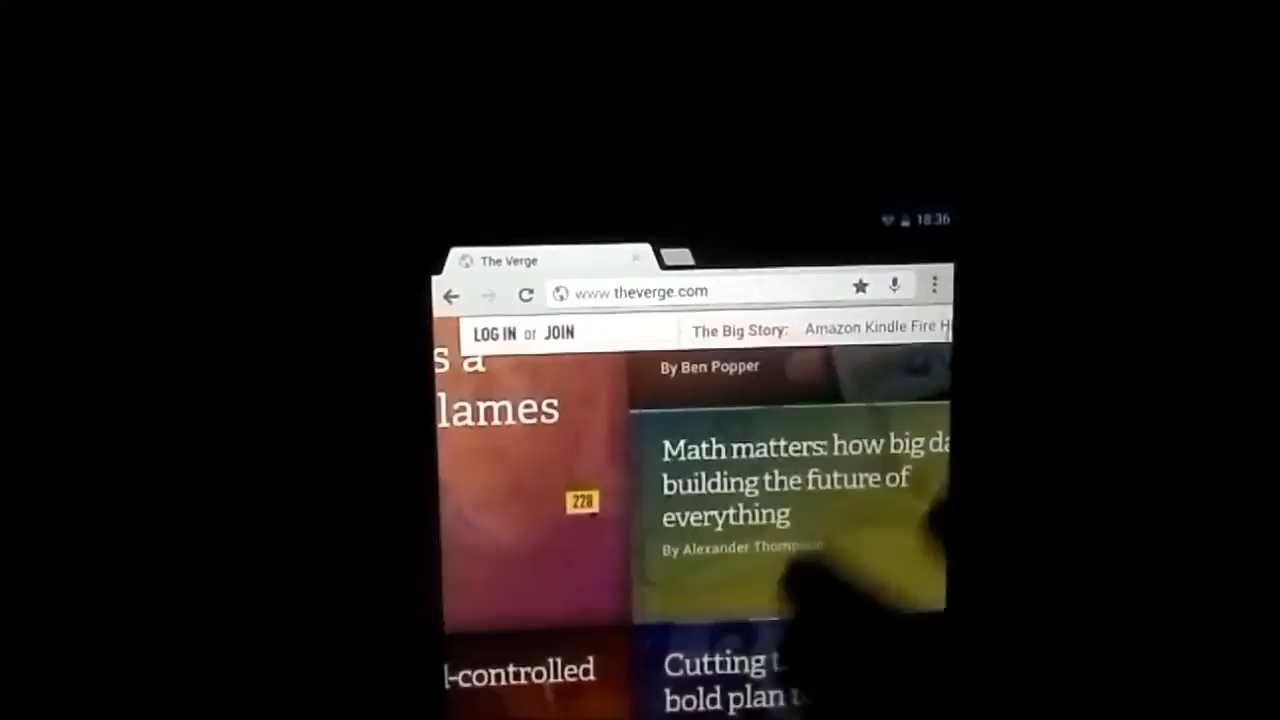 18:36
The Verge
www.theverge.com
LOG IN or JOIN
The Big Story: Amazon Kindle Fire H
s a
lames
By Ben Popper
Math matters: how big da
building the future of
everything
By Alexander
228
-controlled
Cutting
bold plan